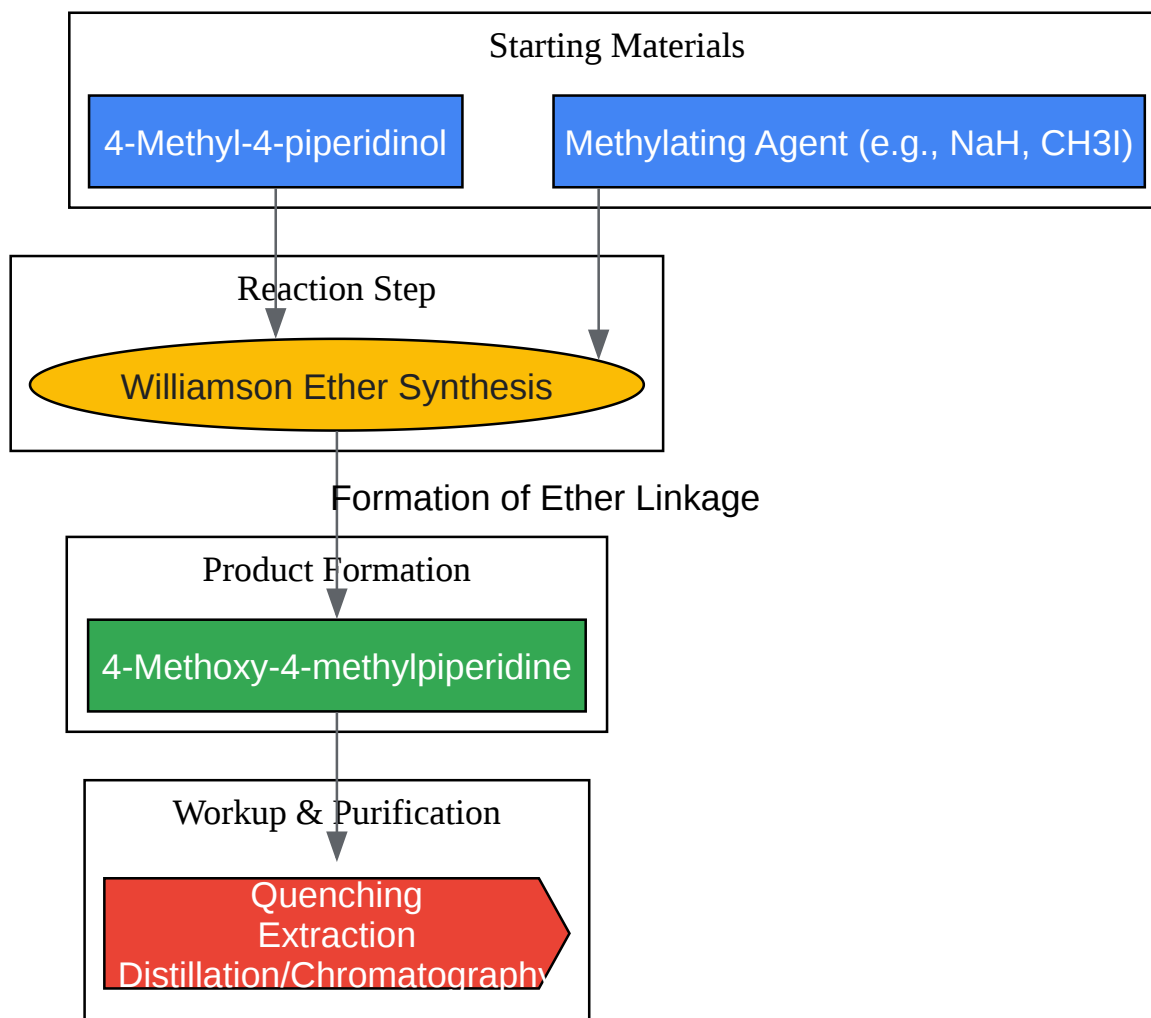 Starting Materials
4-Methyl-4-piperidinol
Methylating Agent (e.g., NaH, CH3I)
Reaction Step
Williamson Ether Synthesis
Formation of Ether Linkage
Product Formation
4-Methoxy-4-methylpiperidine
Workup & Purification
Quenching
Extraction
Distillation/Chromatography